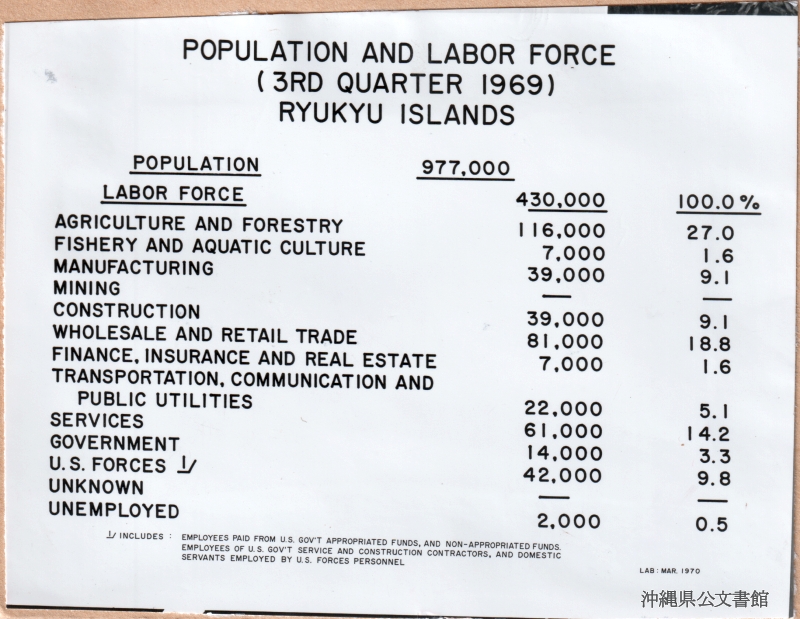 POPULATION AND LABOR FORCE
(3RD QUARTER 1969)
RYUKYU ISLANDS
POPULATION 977,000
LABOR FORCE 430,000 100.0%
AGRICULTURE AND FORESTRY 116,000 27.0
FISHERY AND AQUATIC CULTURE 7,000 1.6
MANUFACTURING 39,000 9.1
MINING — —
CONSTRUCTION 39,000 9.1
WHOLESALE AND RETAIL TRADE 81,000 18.8
FINANCE, INSURANCE AND REAL ESTATE 7,000 1.6
TRANSPORTATION, COMMUNICATION AND
PUBLIC UTILITIES 22,000 5.1
SERVICES 61,000 14.2
GOVERNMENT 14,000 3.3
U.S. FORCES 1/ 42,000 9.8
UNKNOWN — —
UNEMPLOYED 2,000 0.5
1/ INCLUDES : EMPLOYEES PAID FROM U.S. GOV'T APPROPRIATED FUNDS, AND NON-APPROPRIATED FUNDS.
EMPLOYEES OF U.S. GOV'T SERVICE AND CONSTRUCTION CONTRACTORS, AND DOMESTIC
SERVANTS EMPLOYED BY U.S. FORCES PERSONNEL
LAB : MAR. 1970
沖縄県公文書館